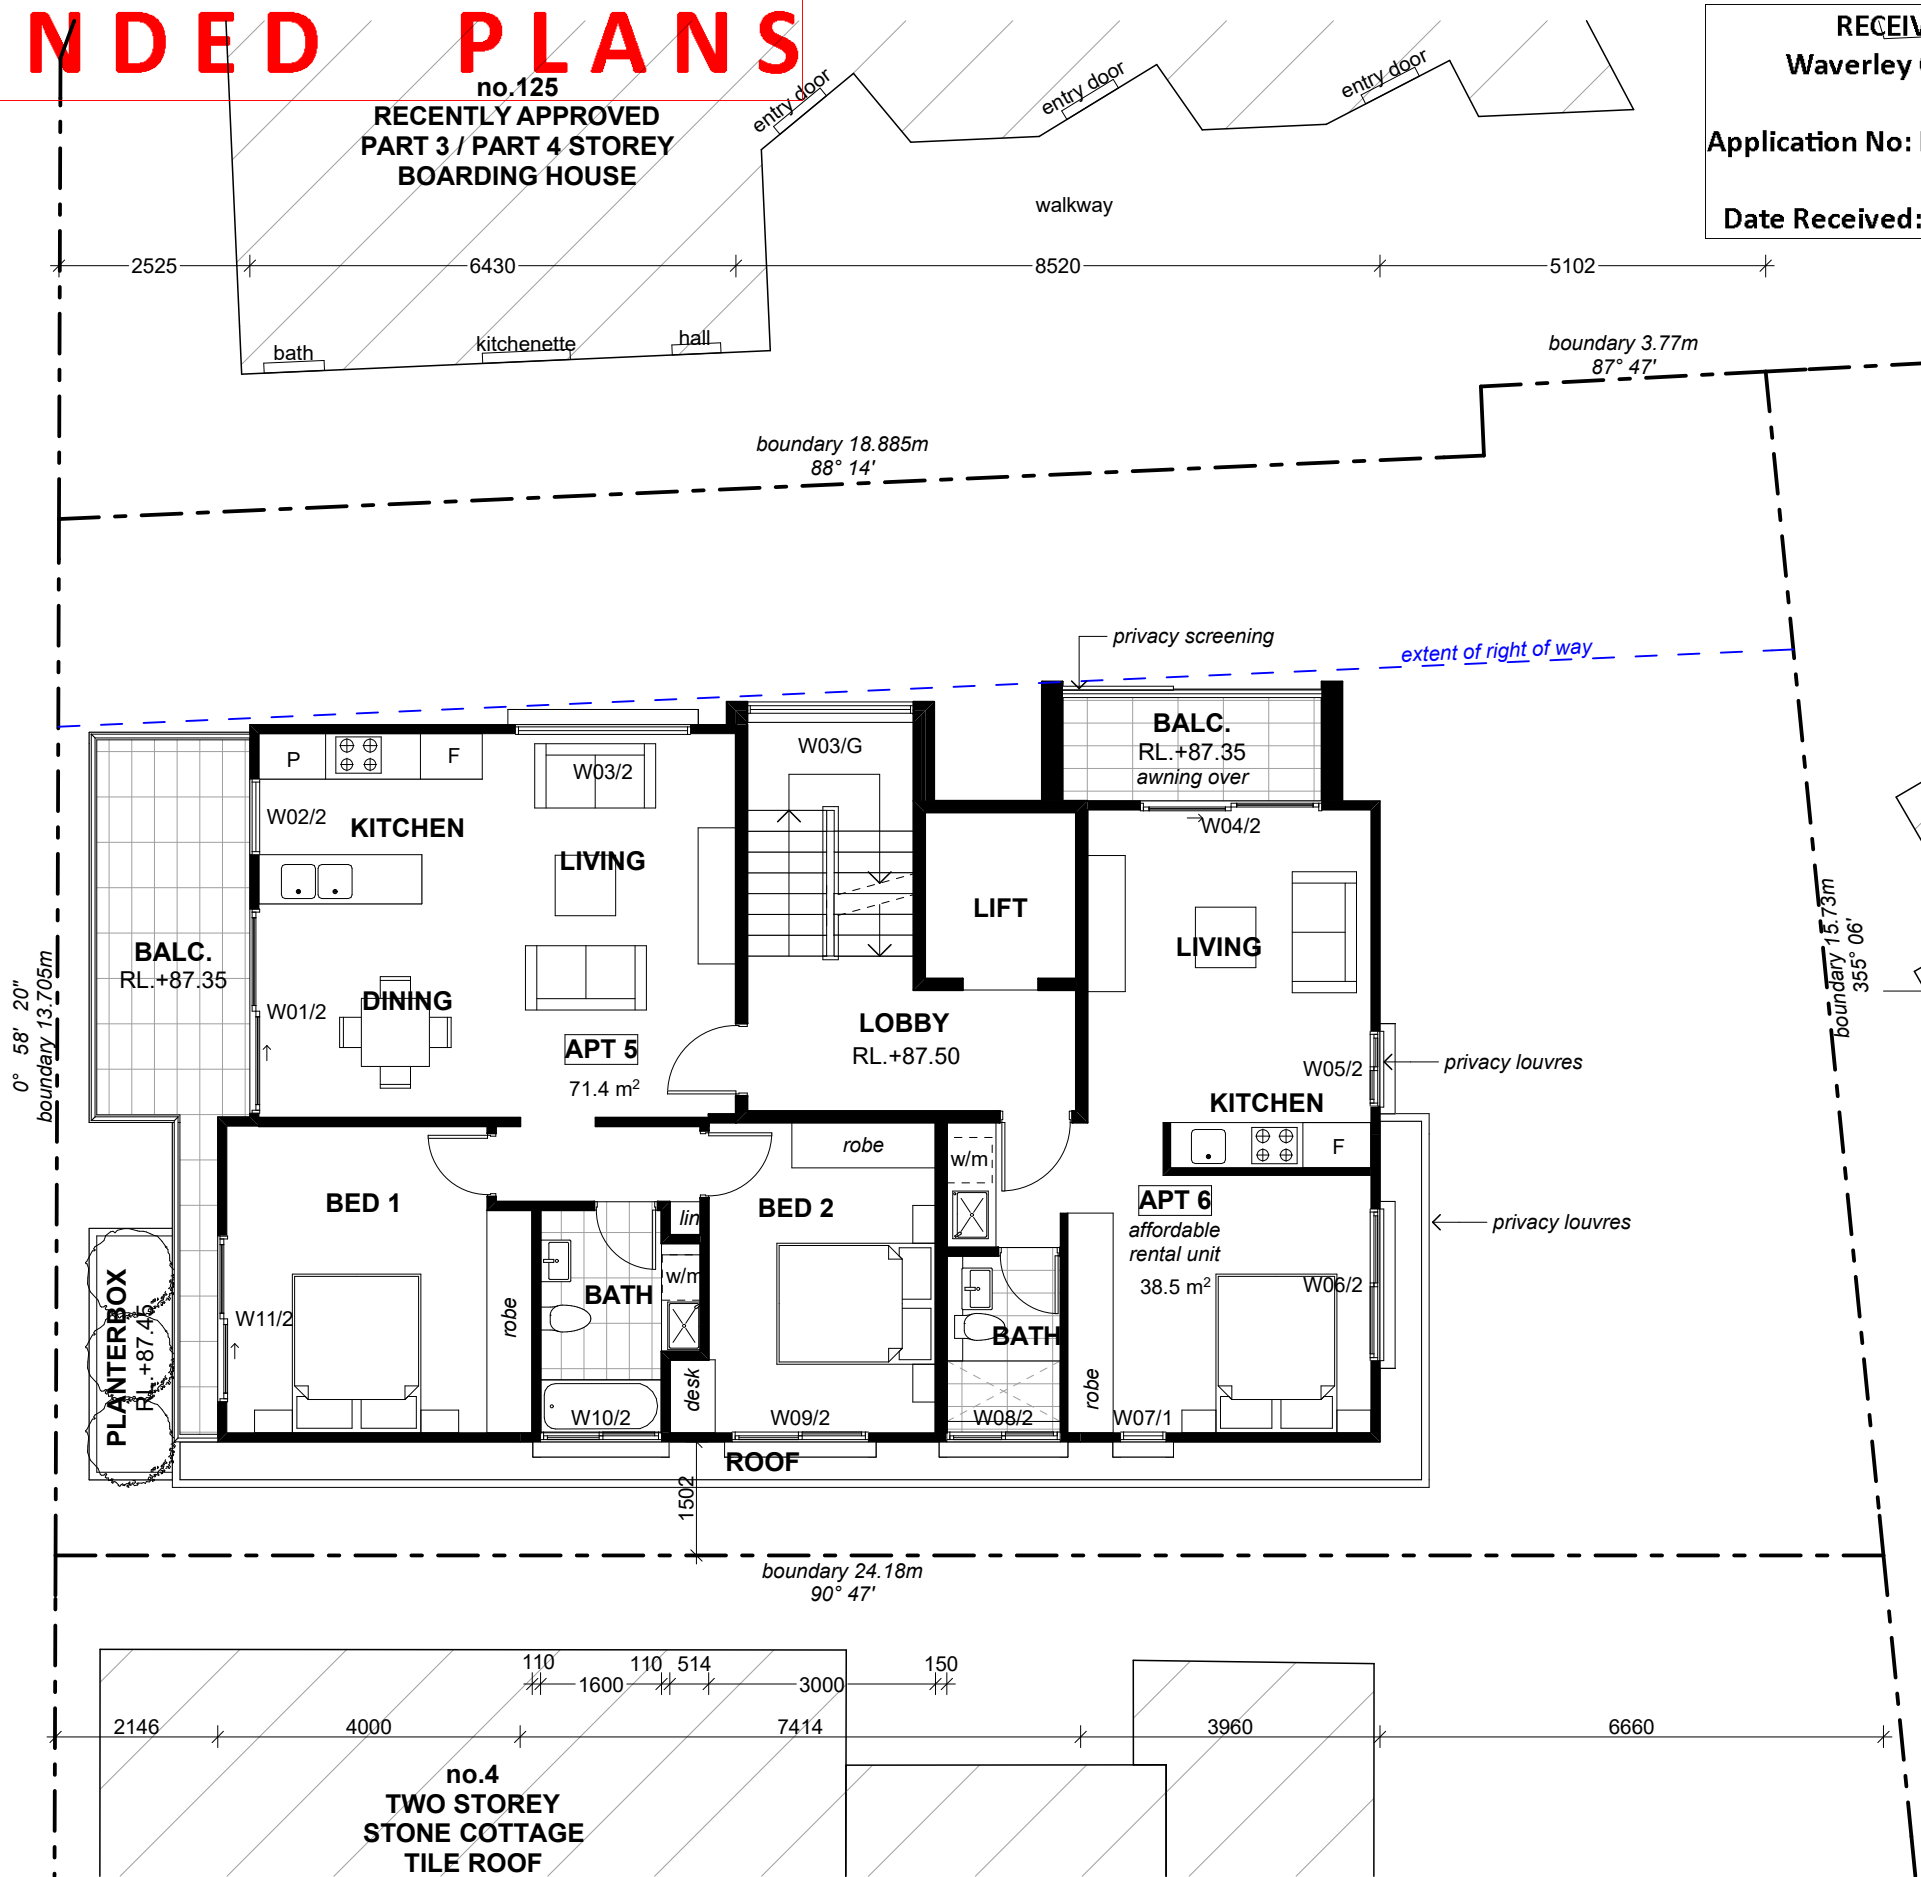 NDED PLANS
RECEIV
Waverley
Application No:
Date Received:
no.125
RECENTLY APPROVED
PART 3 / PART 4 STOREY
BOARDING HOUSE
entry door
entry door
entry door
walkway
2525
6430
8520
5102
bath
kitchenette
hall
boundary 3.77m
87° 47'
boundary 18.885m
88° 14'
privacy screening
extent of right of way
BALC.
RL.+87.35
awning over
W03/G
P
F
W03/2
W02/2
KITCHEN
LIVING
W04/2
LIFT
LIVING
BALC.
RL.+87.35
DINING
W01/2
APT 5
71.4 m²
LOBBY
RL.+87.50
W05/2
privacy louvres
KITCHEN
F
boundary 15.73m
355° 06'
0° 58' 20"
boundary 13.705m
robe
w/m
BED 1
BED 2
lin
APT 6
affordable
rental unit
38.5 m²
privacy louvres
W06/2
w/m
BATH
BATH
W11/2
robe
desk
robe
PLANTERBOX
RL.+87.45
W10/2
W09/2
W08/2
W07/1
ROOF
1502
boundary 24.18m
90° 47'
110
1600
110
514
3000
150
2146
4000
7414
3960
6660
no.4
TWO STOREY
STONE COTTAGE
TILE ROOF